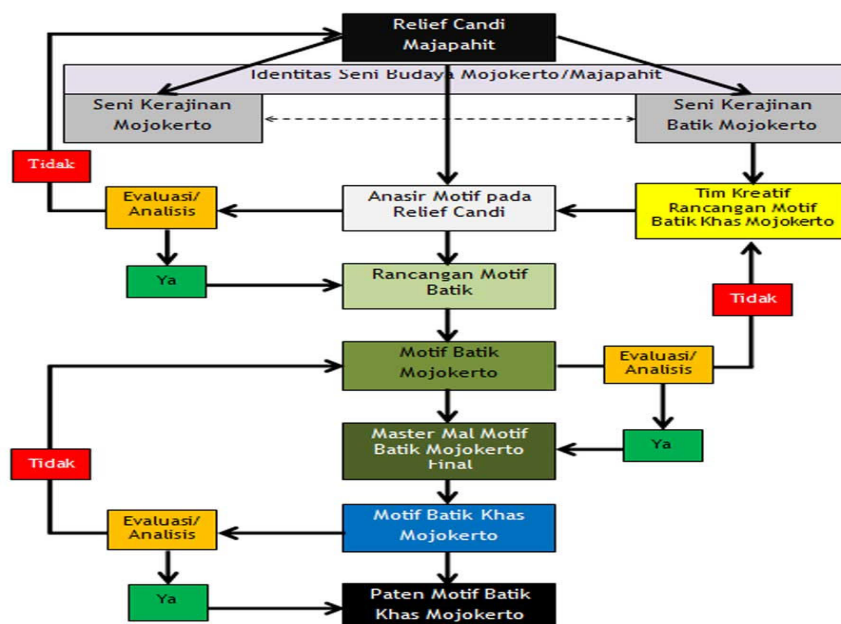 Relief Candi
Majapahit
Identitas Seni Budaya Mojokerto/Majapahit
Seni Kerajinan
Mojokerto
Seni Kerajinan
Batik Mojokerto
Tidak
Evaluasi/
Analisis
Anasir Motif pada
Relief Candi
Tim Kreatif
Rancangan Motif
Batik Khas Mojokerto
Ya
Rancangan Motif
Batik
Tidak
Motif Batik
Mojokerto
Evaluasi/
Analisis
Master Mal Motif
Batik Mojokerto
Final
Ya
Tidak
Evaluasi/
Analisis
Motif Batik Khas
Mojokerto
Ya
Paten Motif Batik
Khas Mojokerto